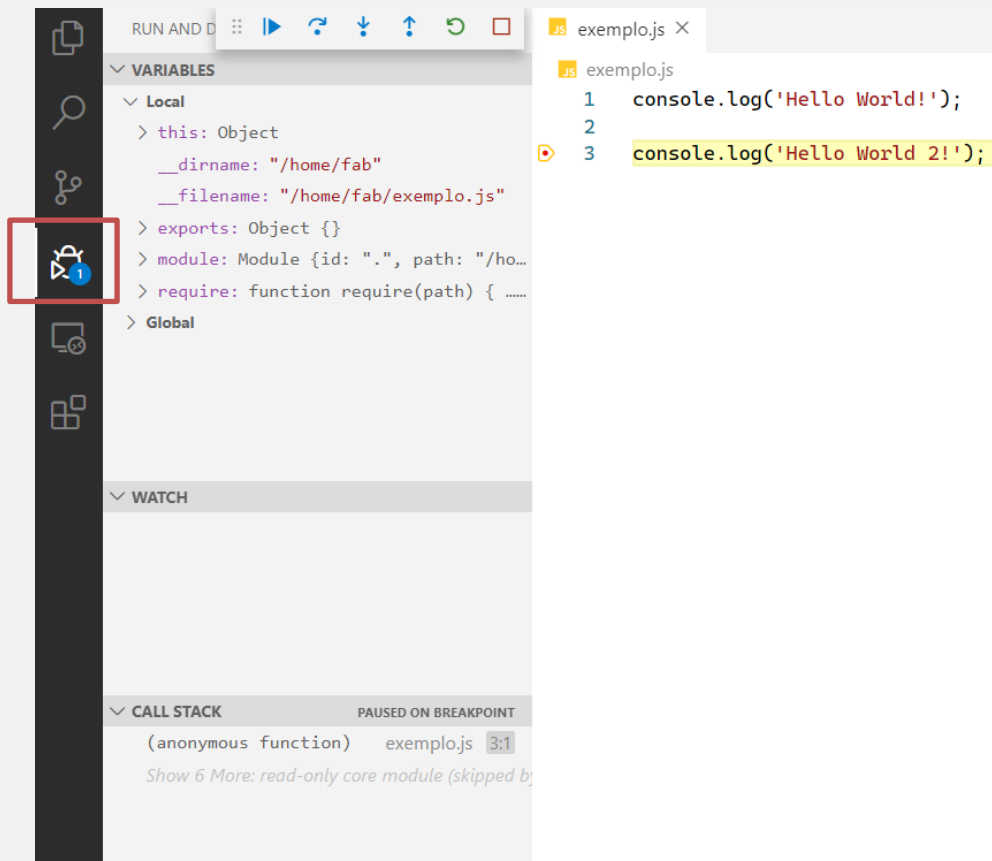 RUN AND D
VARIABLES
Local
this: Object
__dirname: "/home/fab"
__filename: "/home/fab/exemplo.js"
exports: Object {}
module: Module {id: ".", path: "/ho…
require: function require(path) { ……
Global
WATCH
CALL STACK PAUSED ON BREAKPOINT
(anonymous function) exemplo.js 3:1
Show 6 More: read-only core module (skipped by
1
JS exemplo.js
JS exemplo.js
1 console.log('Hello World!');
2
3 console.log('Hello World 2!');